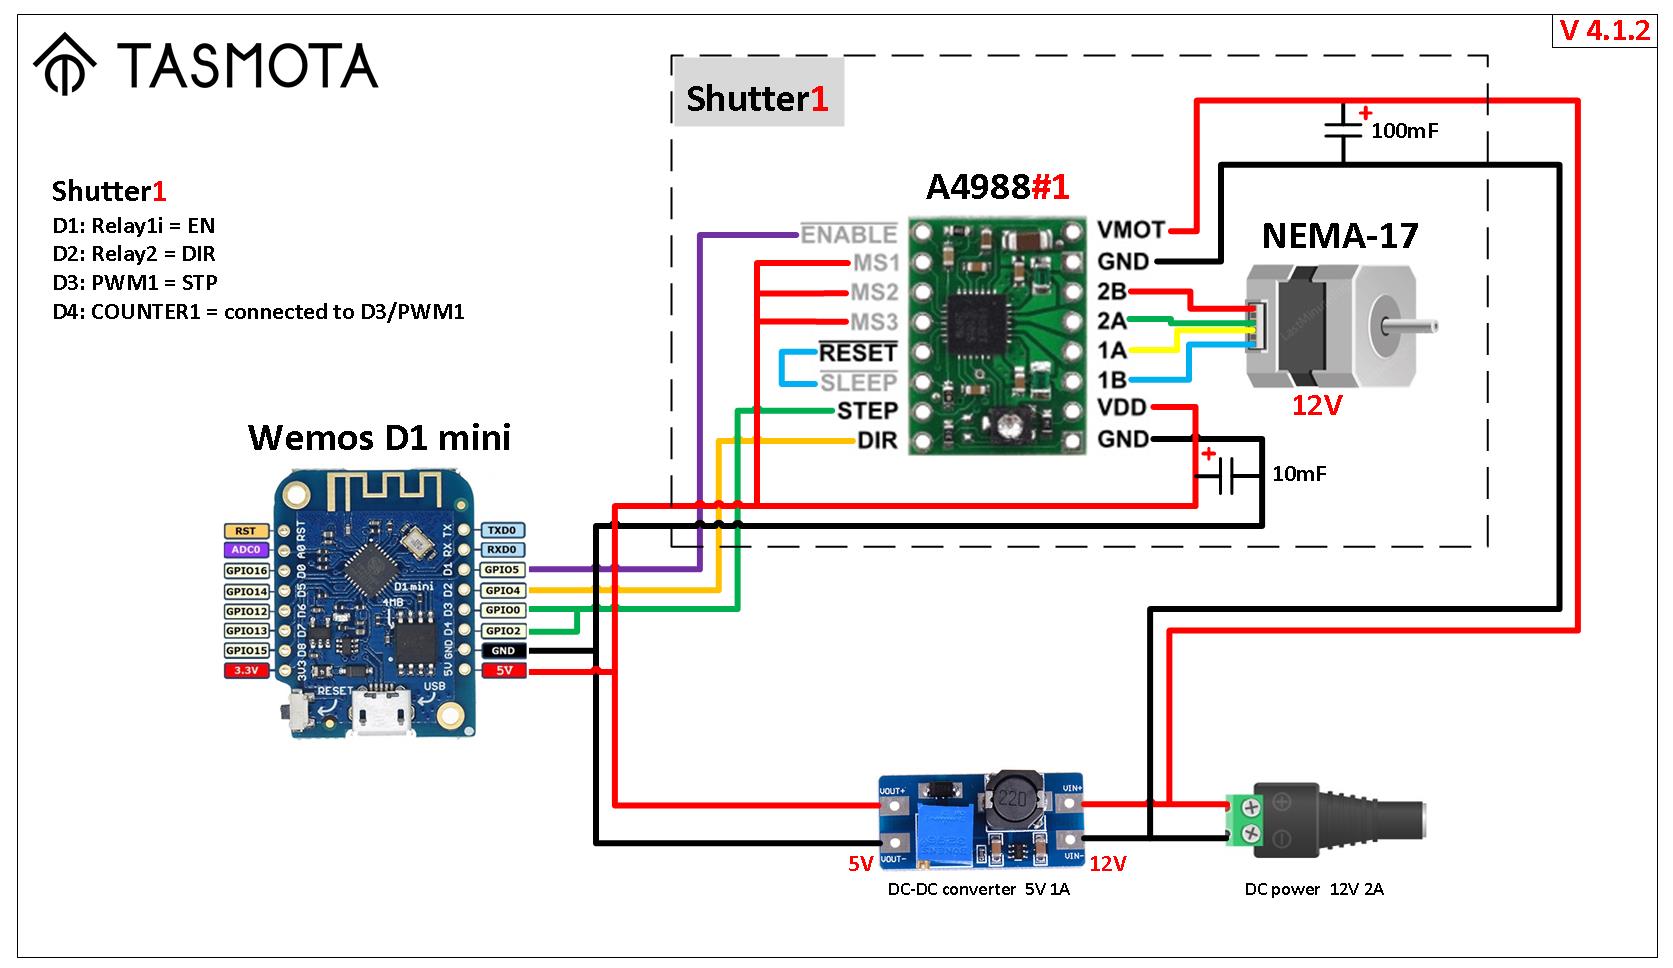 V 4.1.2
TASMOTA
Shutter1
100mF
Shutter1
D1: Relay1i = EN
D2: Relay2 = DIR
D3: PWM1 = STP
D4: COUNTER1 = connected to D3/PWM1
A4988#1
ENABLE
MS1
MS2
MS3
RESET
SLEEP
STEP
DIR
VMOT
GND
2B
2A
1A
1B
VDD
GND
NEMA-17
12V
10mF
Wemos D1 mini
RST
ADC0
GPIO16
GPIO14
GPIO12
GPIO13
GPIO15
3.3V
RST
A0
D0
D5
D6
D7
D8
3V3
D1 mini
4MB
RESET
USB
TX
RX
D1
D2
D3
D4
GND
5V
TXD0
RXD0
GPIO5
GPIO4
GPIO0
GPIO2
GND
5V
VOUT+
VOUT-
220
VIN+
VIN-
5V
12V
DC-DC converter 5V 1A
DC power 12V 2A